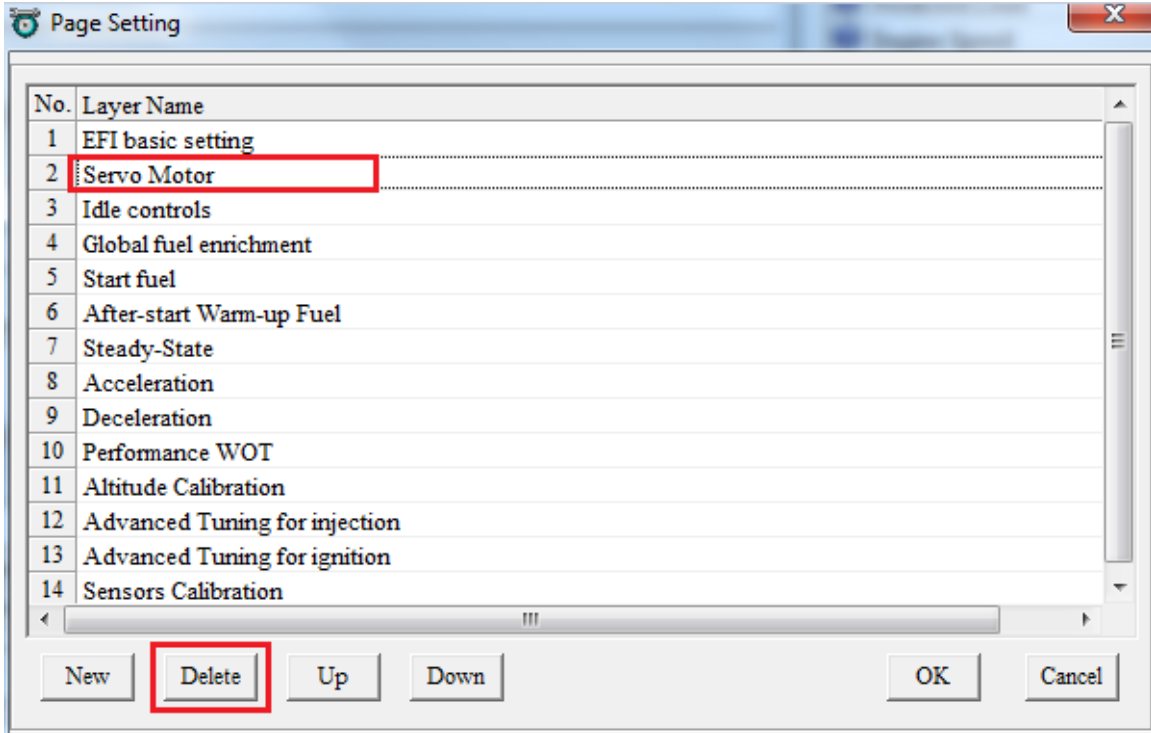 Page Setting
No. Layer Name
1 EFI basic setting
2 Servo Motor
3 Idle controls
4 Global fuel enrichment
5 Start fuel
6 After-start Warm-up Fuel
7 Steady-State
8 Acceleration
9 Deceleration
10 Performance WOT
11 Altitude Calibration
12 Advanced Tuning for injection
13 Advanced Tuning for ignition
14 Sensors Calibration
New Delete Up Down OK Cancel